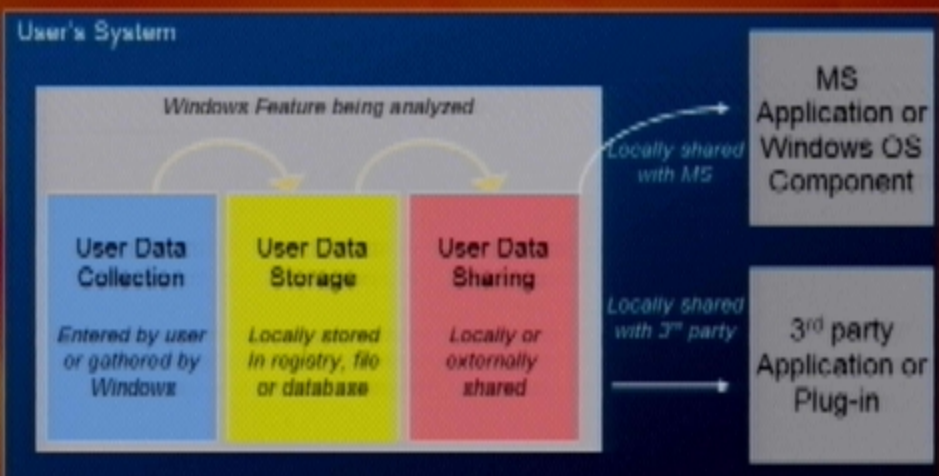 User's System
Windows Feature being analyzed
User Data
Collection
Entered by user
or gathered by
Windows
User Data
Storage
Locally stored
In registry, file
or database
User Data
Sharing
Locally or
externally
shared
Locally shared
with MS
MS
Application or
Windows OS
Component
Locally shared
with 3rd party
3rd party
Application or
Plug-in